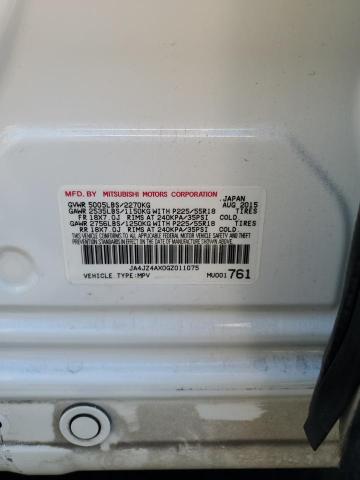 MFD. BY MITSUBISHI MOTORS CORPORATION
JAPAN
GVWR 5005LBS/2270KG AUG.2015
GAWR 2535LBS/1150KG WITH P225/55R18 TIRES
FR 18X7.0J RIMS AT 240KPA/35PSI COLD.
GAWR 2756LBS/1250KG WITH P225/55R18 TIRES
RR 18X7.0J RIMS AT 240KPA/35PSI COLD.
THIS VEHICLE CONFORMS TO ALL APPLICABLE FEDERAL MOTOR VEHICLE SAFETY AND THEFT
PREVENTION STANDARDS IN EFFECT ON THE DATE OF MANUFACTURE SHOWN ABOVE.
JA4JZ4AX0GZ011075
VEHICLE TYPE:MPV MU001 761